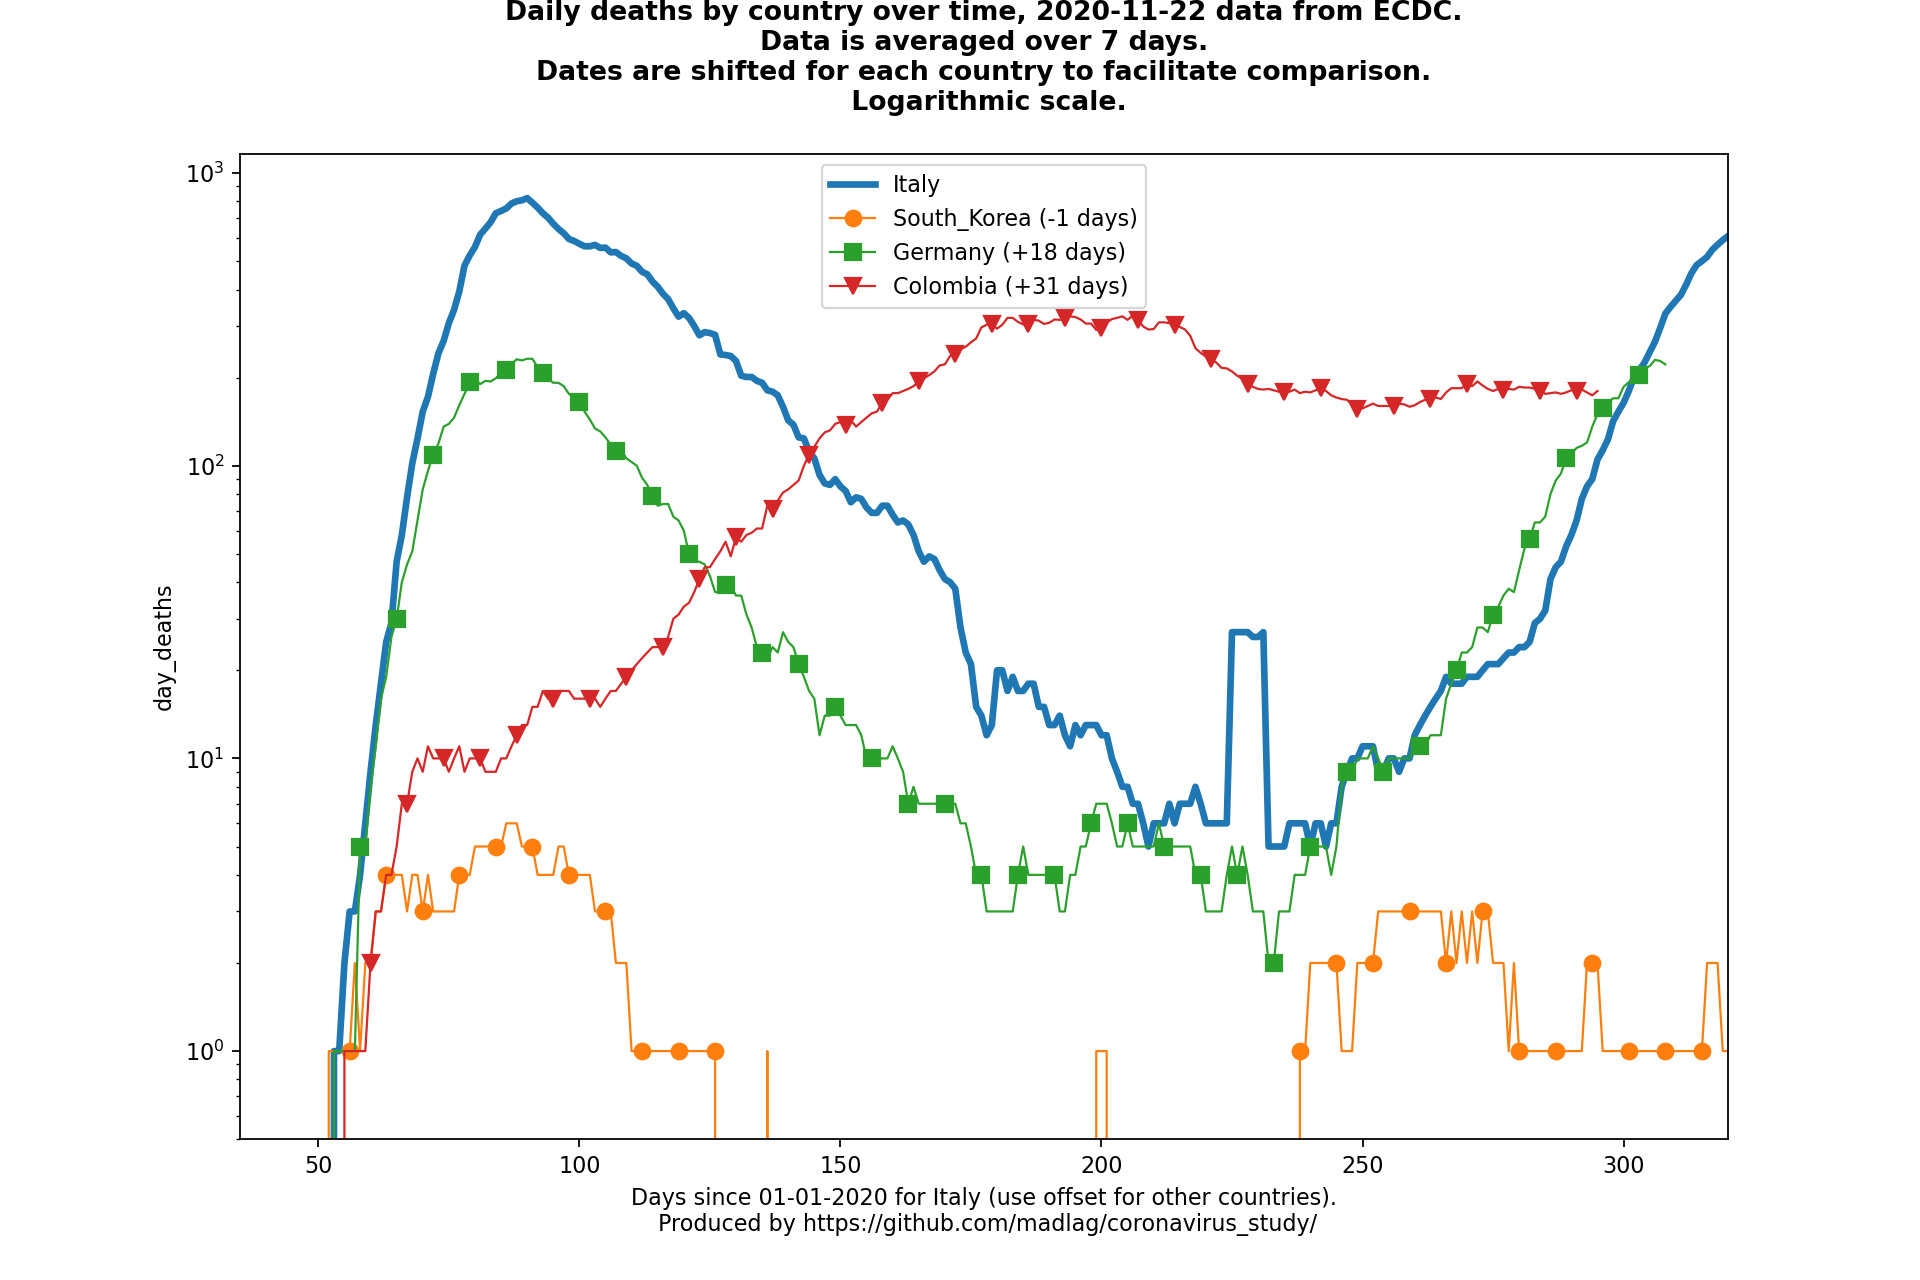 Daily deaths by country over time, 2020-11-22 data from ECDC.
Data is averaged over 7 days.
Dates are shifted for each country to facilitate comparison.
Logarithmic scale.
10³
10²
10¹
10⁰
day_deaths
Italy
South_Korea (-1 days)
Germany (+18 days)
Colombia (+31 days)
50 100 150 200 250 300
Days since 01-01-2020 for Italy (use offset for other countries).
Produced by https://github.com/madlag/coronavirus_study/